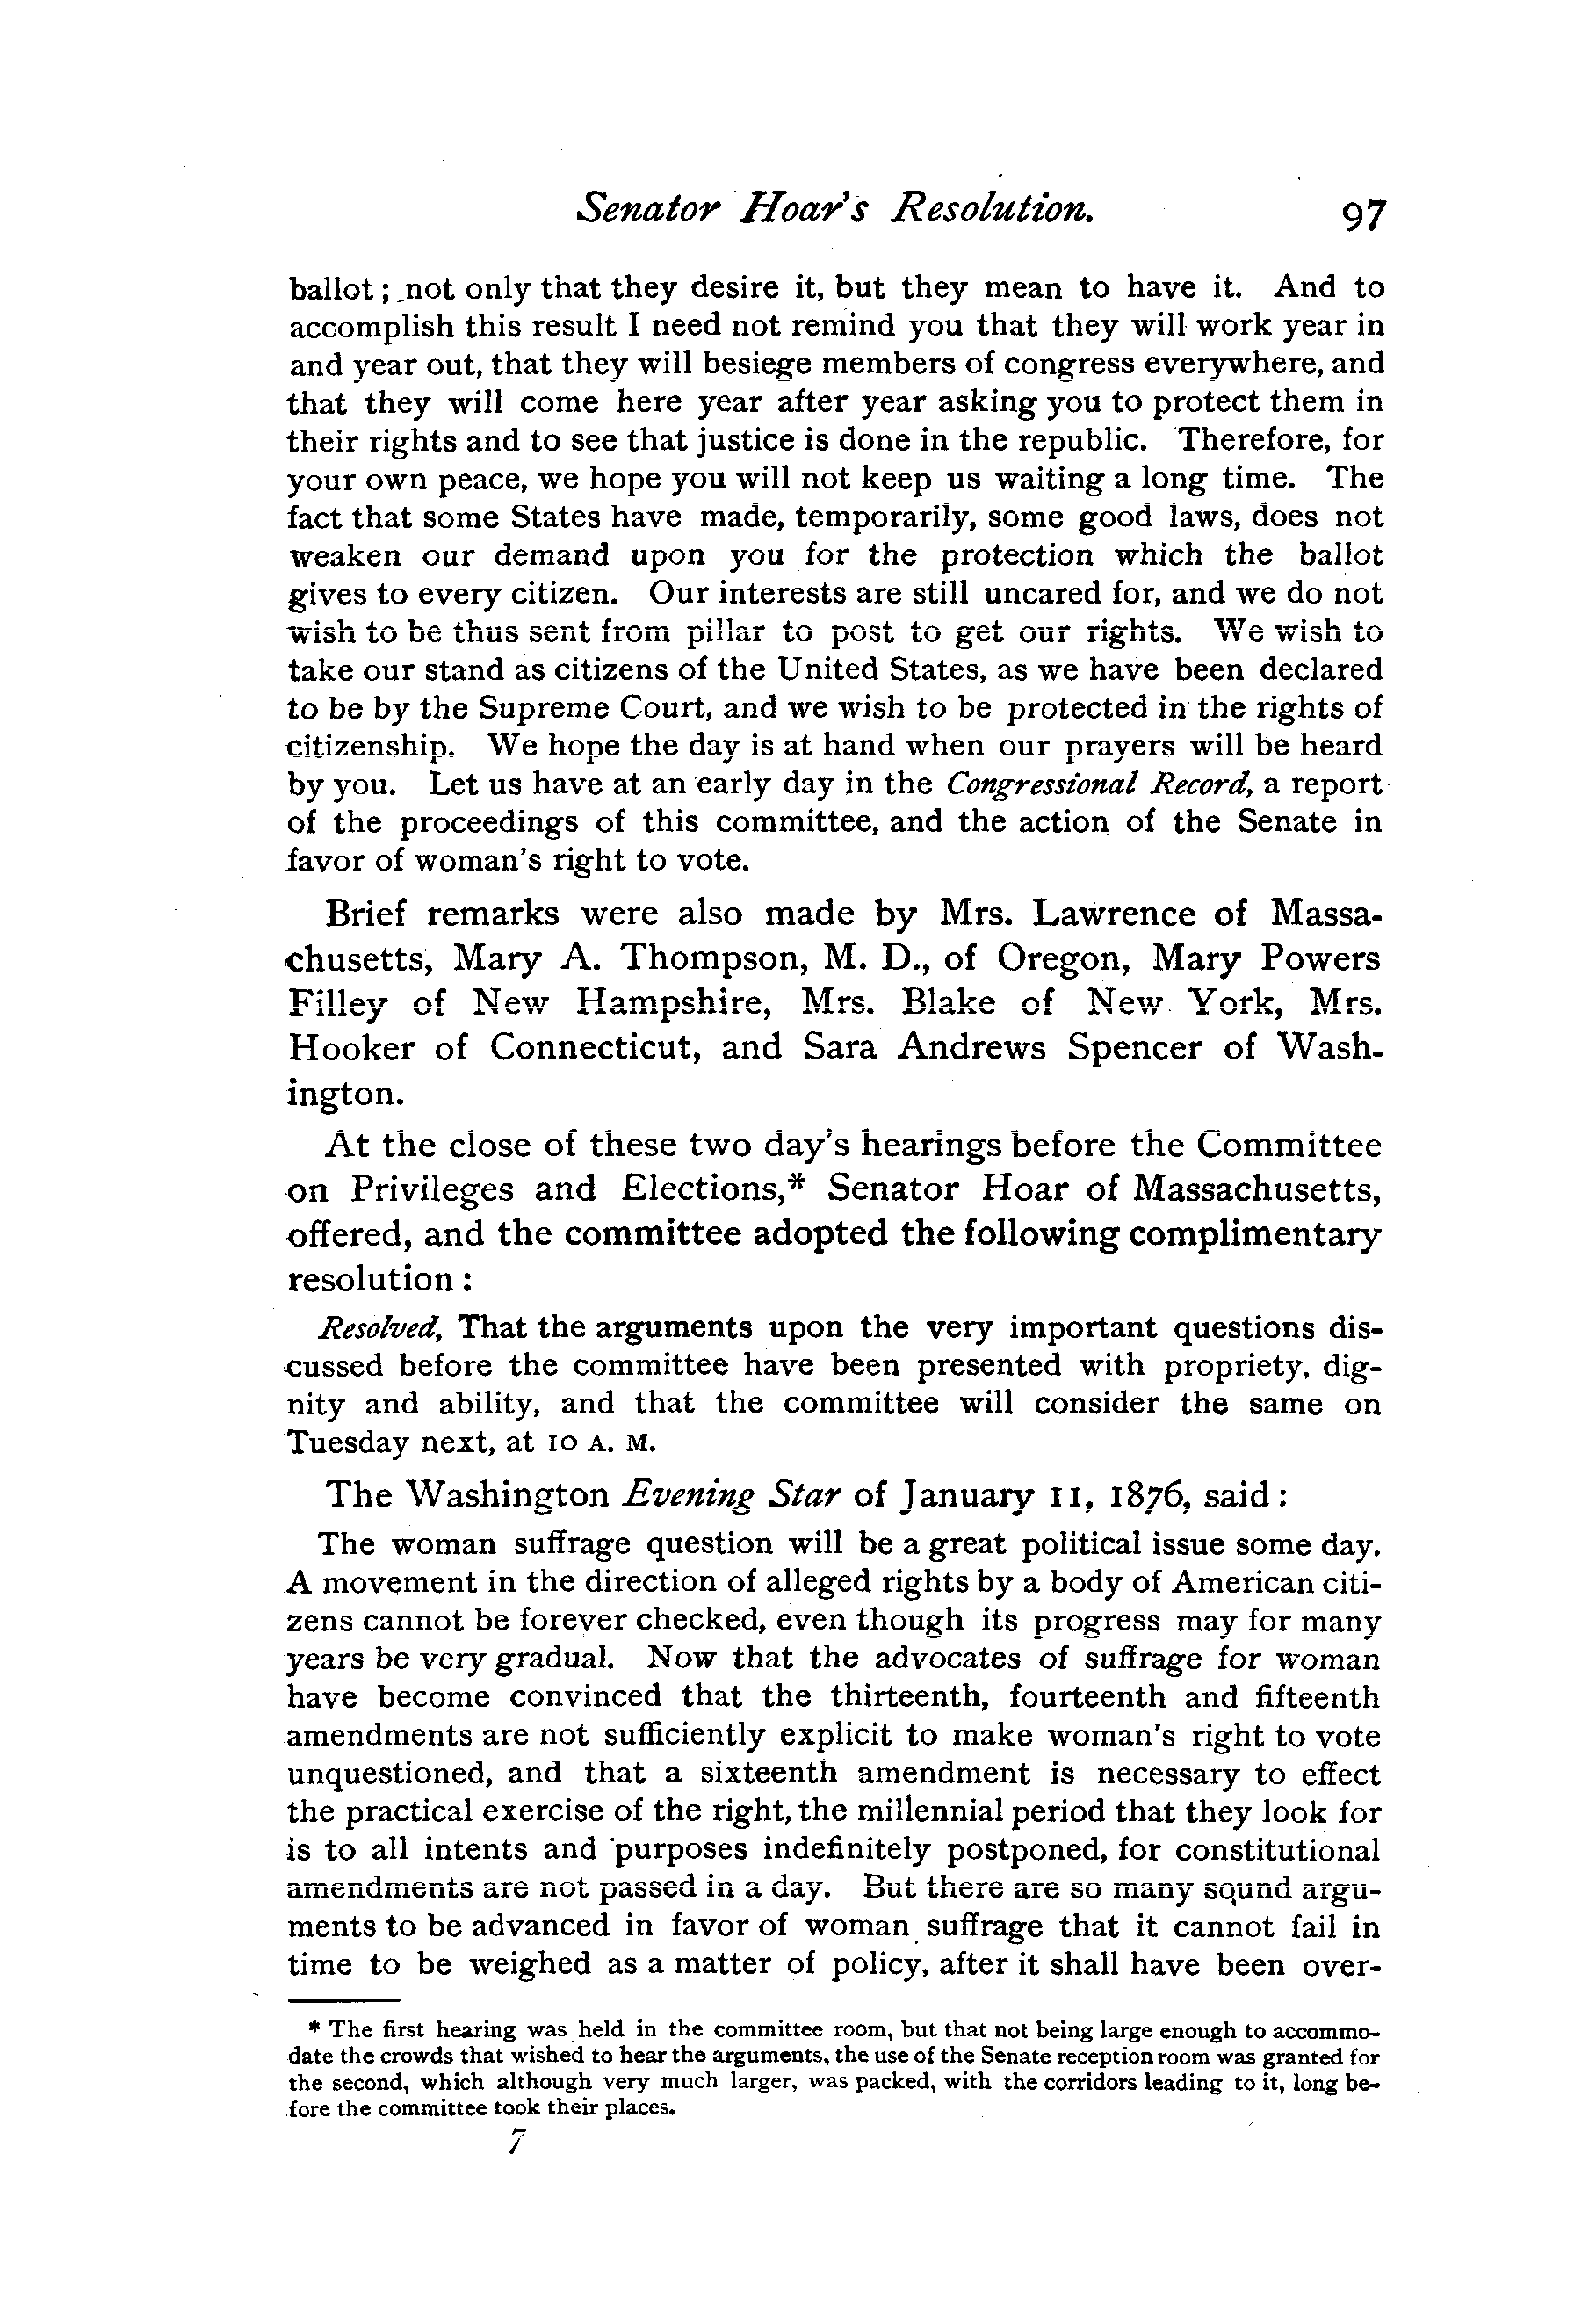 Senator Hoar's Resolution. 97
ballot; not only that they desire it, but they mean to have it. And to
accomplish this result I need not remind you that they will work year in
and year out, that they will besiege members of congress everywhere, and
that they will come here year after year asking you to protect them in
their rights and to see that justice is done in the republic. Therefore, for
your own peace, we hope you will not keep us waiting a long time. The
fact that some States have made, temporarily, some good laws, does not
weaken our demand upon you for the protection which the ballot
gives to every citizen. Our interests are still uncared for, and we do not
wish to be thus sent from pillar to post to get our rights. We wish to
take our stand as citizens of the United States, as we have been declared
to be by the Supreme Court, and we wish to be protected in the rights of
citizenship. We hope the day is at hand when our prayers will be heard
by you. Let us have at an early day in the Congressional Record, a report
of the proceedings of this committee, and the action of the Senate in
favor of woman's right to vote.
Brief remarks were also made by Mrs. Lawrence of Massa-
chusetts, Mary A. Thompson, M. D., of Oregon, Mary Powers
Filley of New Hampshire, Mrs. Blake of New York, Mrs.
Hooker of Connecticut, and Sara Andrews Spencer of Wash-
ington.
At the close of these two day's hearings before the Committee
on Privileges and Elections,* Senator Hoar of Massachusetts,
offered, and the committee adopted the following complimentary
resolution:
Resolved, That the arguments upon the very important questions dis-
cussed before the committee have been presented with propriety, dig-
nity and ability, and that the committee will consider the same on
Tuesday next, at 10 A. M.
The Washington Evening Star of January 11, 1876, said:
The woman suffrage question will be a great political issue some day.
A movement in the direction of alleged rights by a body of American citi-
zens cannot be forever checked, even though its progress may for many
years be very gradual. Now that the advocates of suffrage for woman
have become convinced that the thirteenth, fourteenth and fifteenth
amendments are not sufficiently explicit to make woman's right to vote
unquestioned, and that a sixteenth amendment is necessary to effect
the practical exercise of the right, the millennial period that they look for
is to all intents and purposes indefinitely postponed, for constitutional
amendments are not passed in a day. But there are so many sound argu-
ments to be advanced in favor of woman suffrage that it cannot fail in
time to be weighed as a matter of policy, after it shall have been over-
* The first hearing was held in the committee room, but that not being large enough to accommo-
date the crowds that wished to hear the arguments, the use of the Senate reception room was granted for
the second, which although very much larger, was packed, with the corridors leading to it, long be-
fore the committee took their places.
7